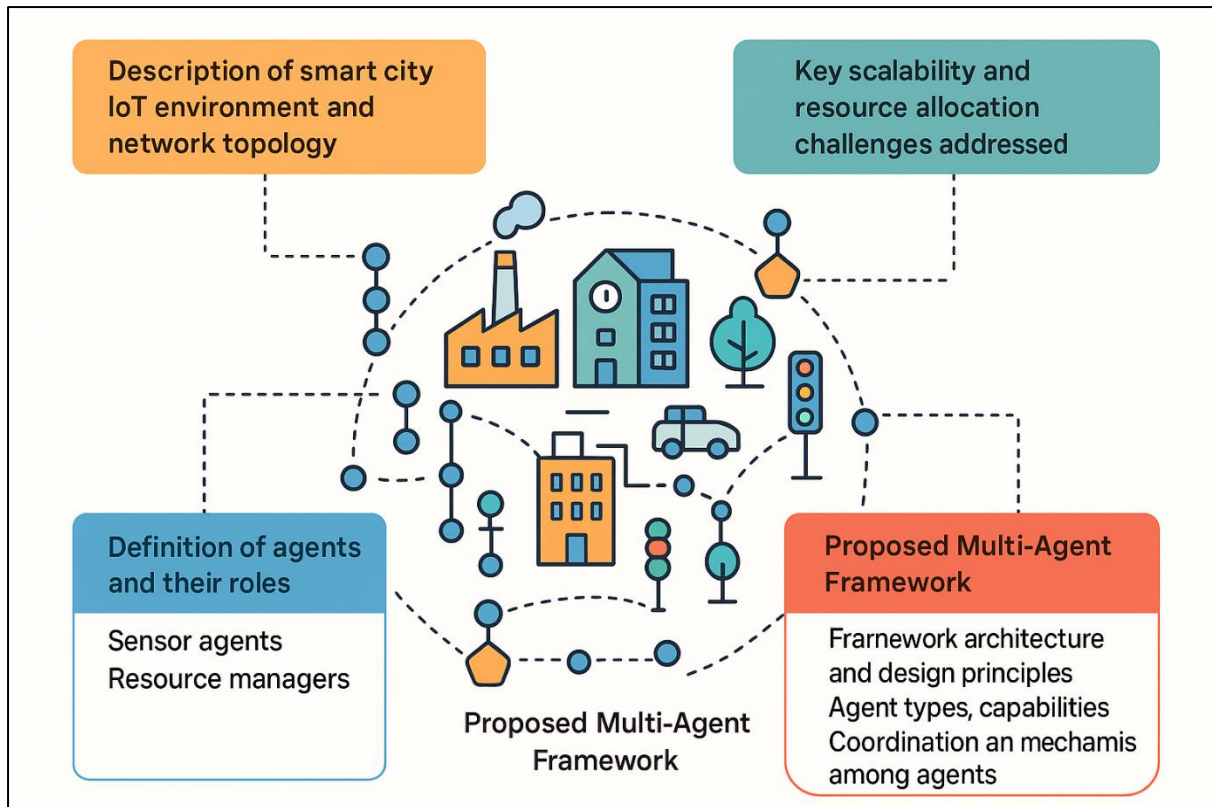 Description of smart city
IoT environment and
network topology
Key scalability and
resource allocation
challenges addressed
Definition of agents
and their roles
Sensor agents
Resource managers
Proposed Multi-Agent
Framework
Frarnework architecture
and design principles
Agent types, capabilities
Coordination an mechamis
among agents
Proposed Multi-Agent
Framework